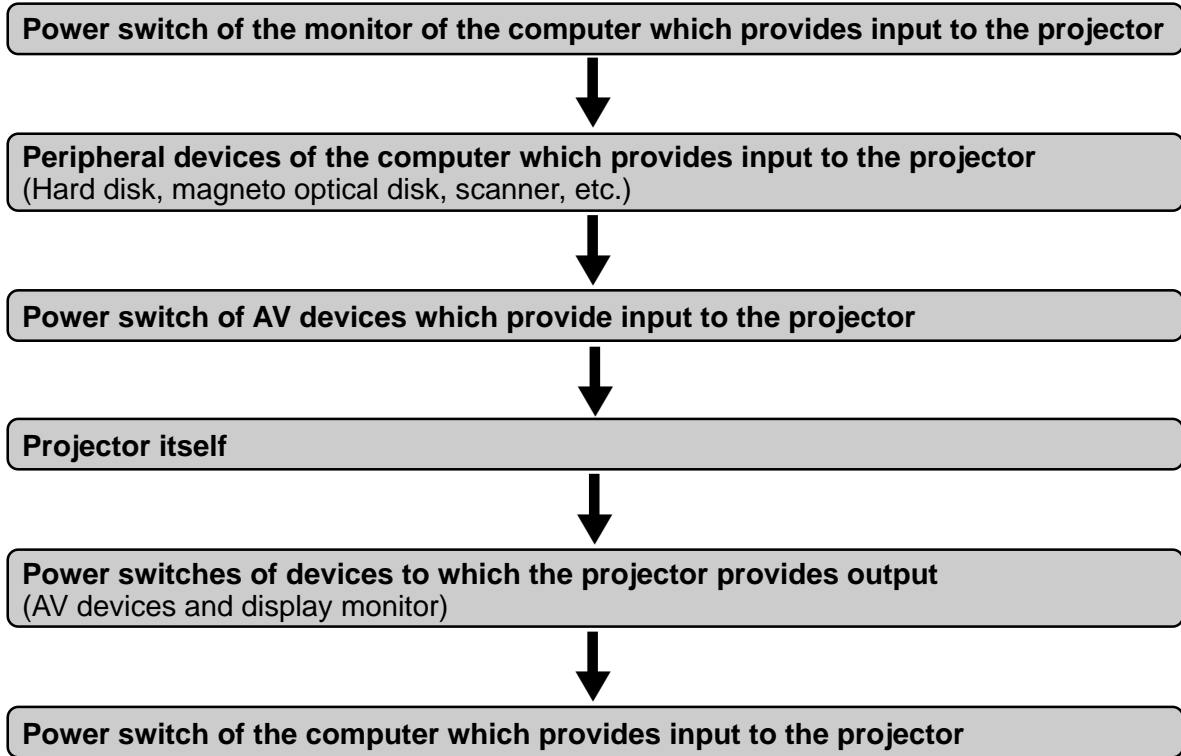 Power switch of the monitor of the computer which provides input to the projector
Peripheral devices of the computer which provides input to the projector
(Hard disk, magneto optical disk, scanner, etc.)
Power switch of AV devices which provide input to the projector
Projector itself
Power switches of devices to which the projector provides output
(AV devices and display monitor)
Power switch of the computer which provides input to the projector